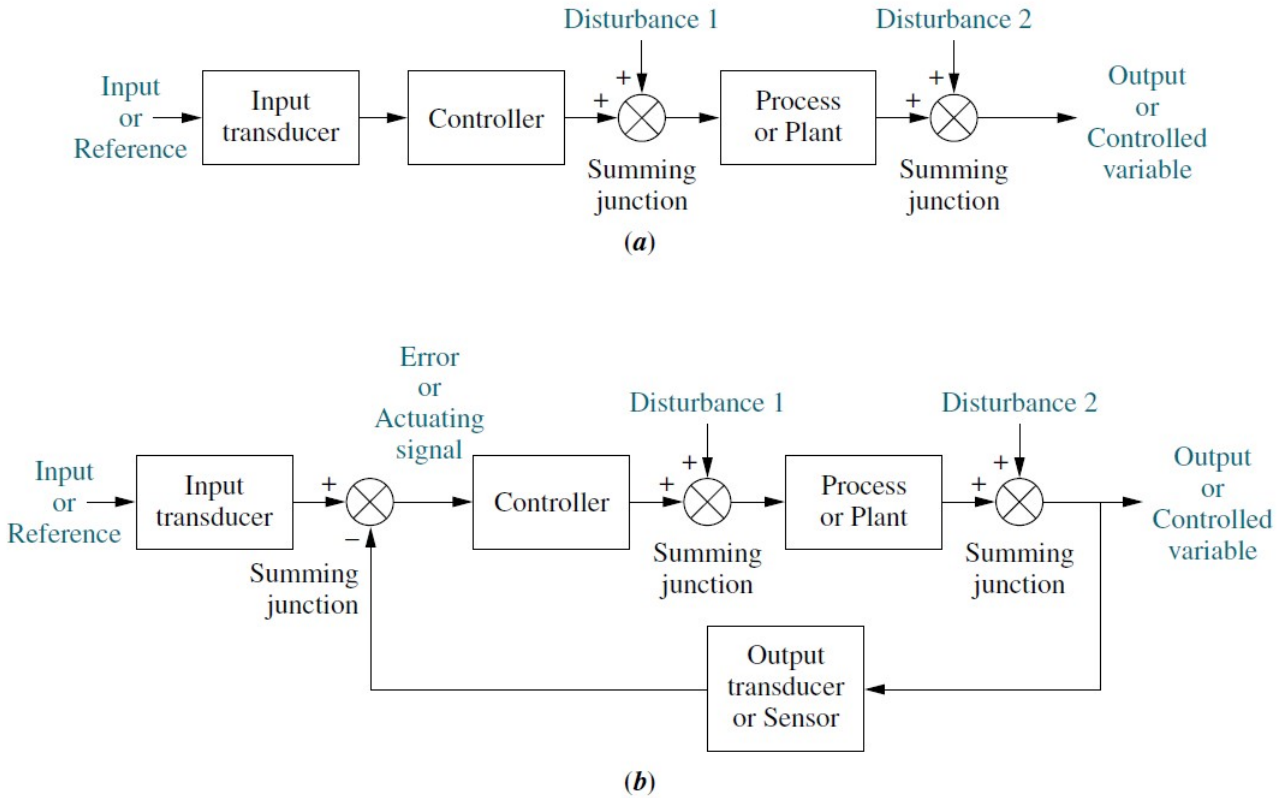 Disturbance 1
Disturbance 2
Input
or
Reference
Input
transducer
Controller
+
+
Process
or Plant
+
+
Output
or
Controlled
variable
Summing
junction
Summing
junction
(a)
Error
or
Actuating
signal
Disturbance 1
Disturbance 2
Input
or
Reference
Input
transducer
+
−
Summing
junction
Controller
+
+
Summing
junction
Process
or Plant
+
+
Summing
junction
Output
or
Controlled
variable
Output
transducer
or Sensor
(b)